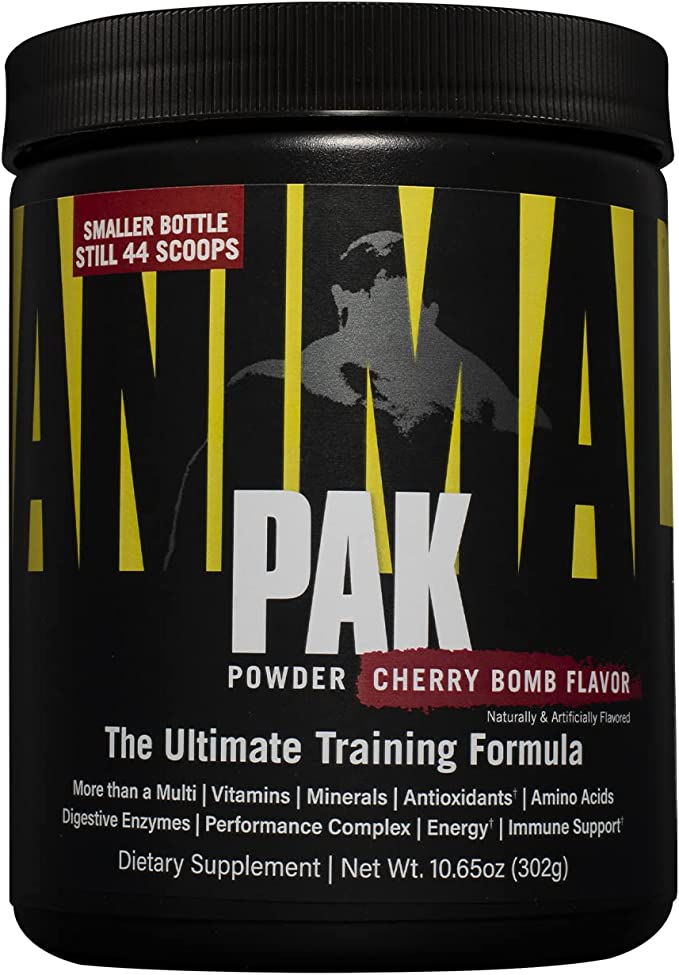 SMALLER BOTTLE
STILL 44 SCOOPS
ANIMAL
PAK
POWDER CHERRY BOMB FLAVOR
Naturally & Artificially Flavored
The Ultimate Training Formula
More than a Multi | Vitamins | Minerals | Antioxidants† | Amino Acids
Digestive Enzymes | Performance Complex | Energy† | Immune Support†
Dietary Supplement | Net Wt. 10.65oz (302g)